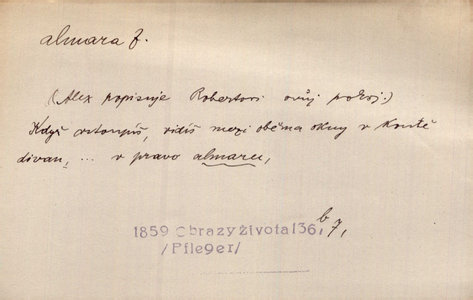 almara f.
(Alex popisuje Robertovi svůj pokoj:)
Když vstoupíš, vidíš mezi oběma okny v koutě
divan, ... v pravo almaru,
1859 Obrazy života 136, b 7,
/Pfleger/